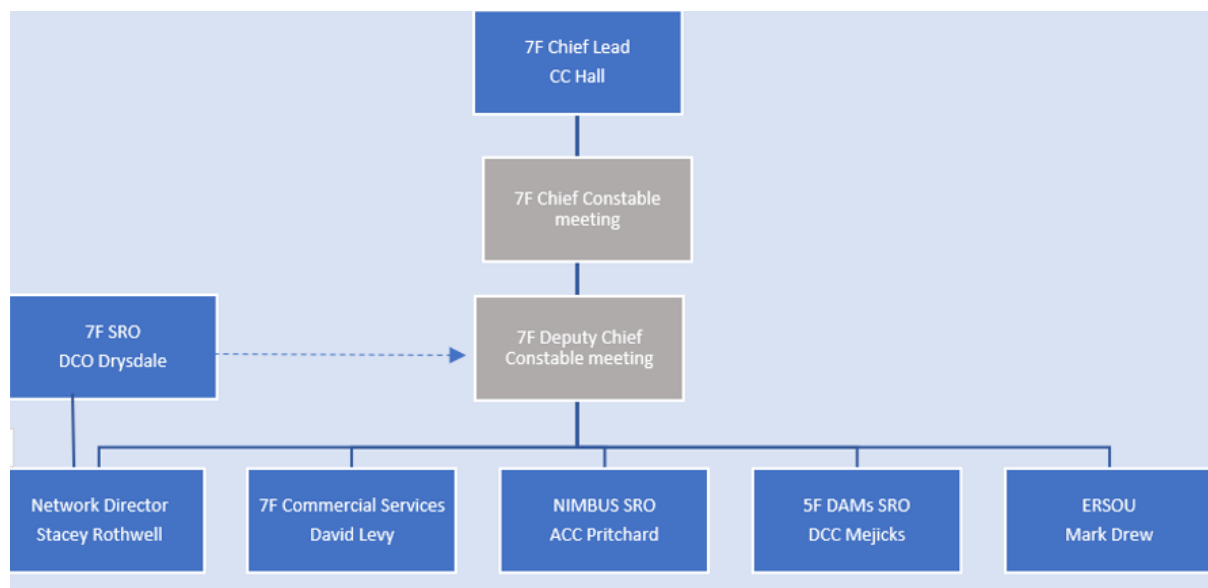 7F Chief Lead
CC Hall
7F Chief Constable
meeting
7F SRO
DCO Drysdale
7F Deputy Chief
Constable meeting
Network Director
Stacey Rothwell
7F Commercial Services
David Levy
NIMBUS SRO
ACC Pritchard
5F DAMs SRO
DCC Mejicks
ERSOU
Mark Drew